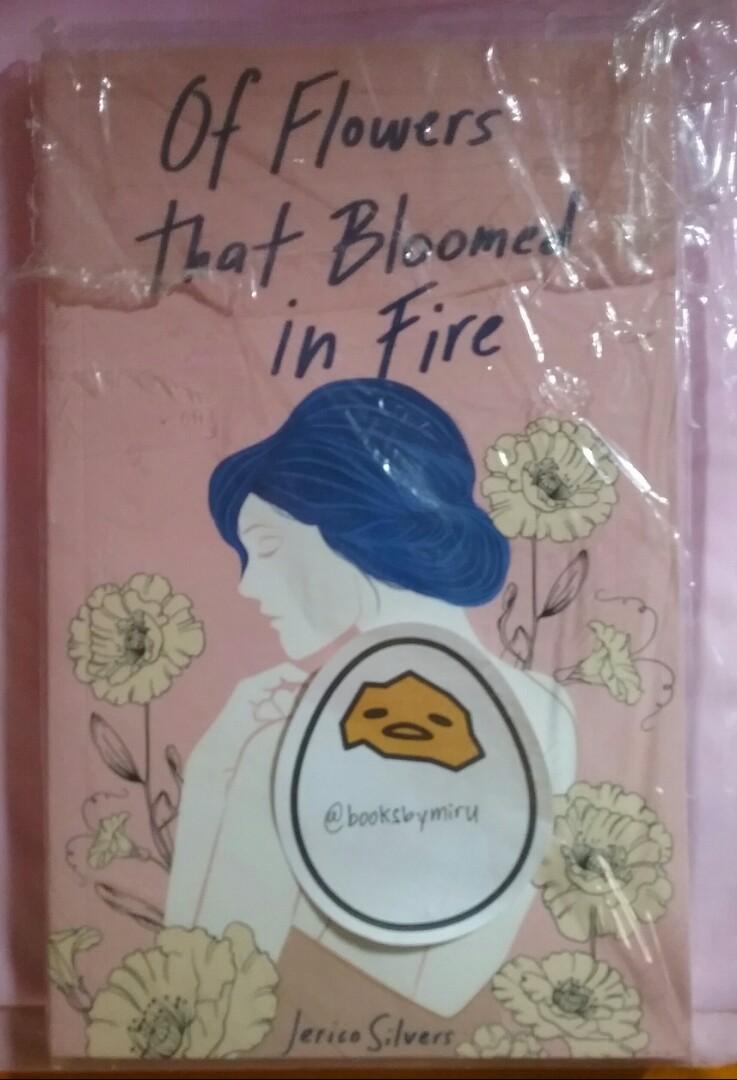 Of Flowers
that Bloomed
in Fire
@booksbymiru
Jerico Silvers